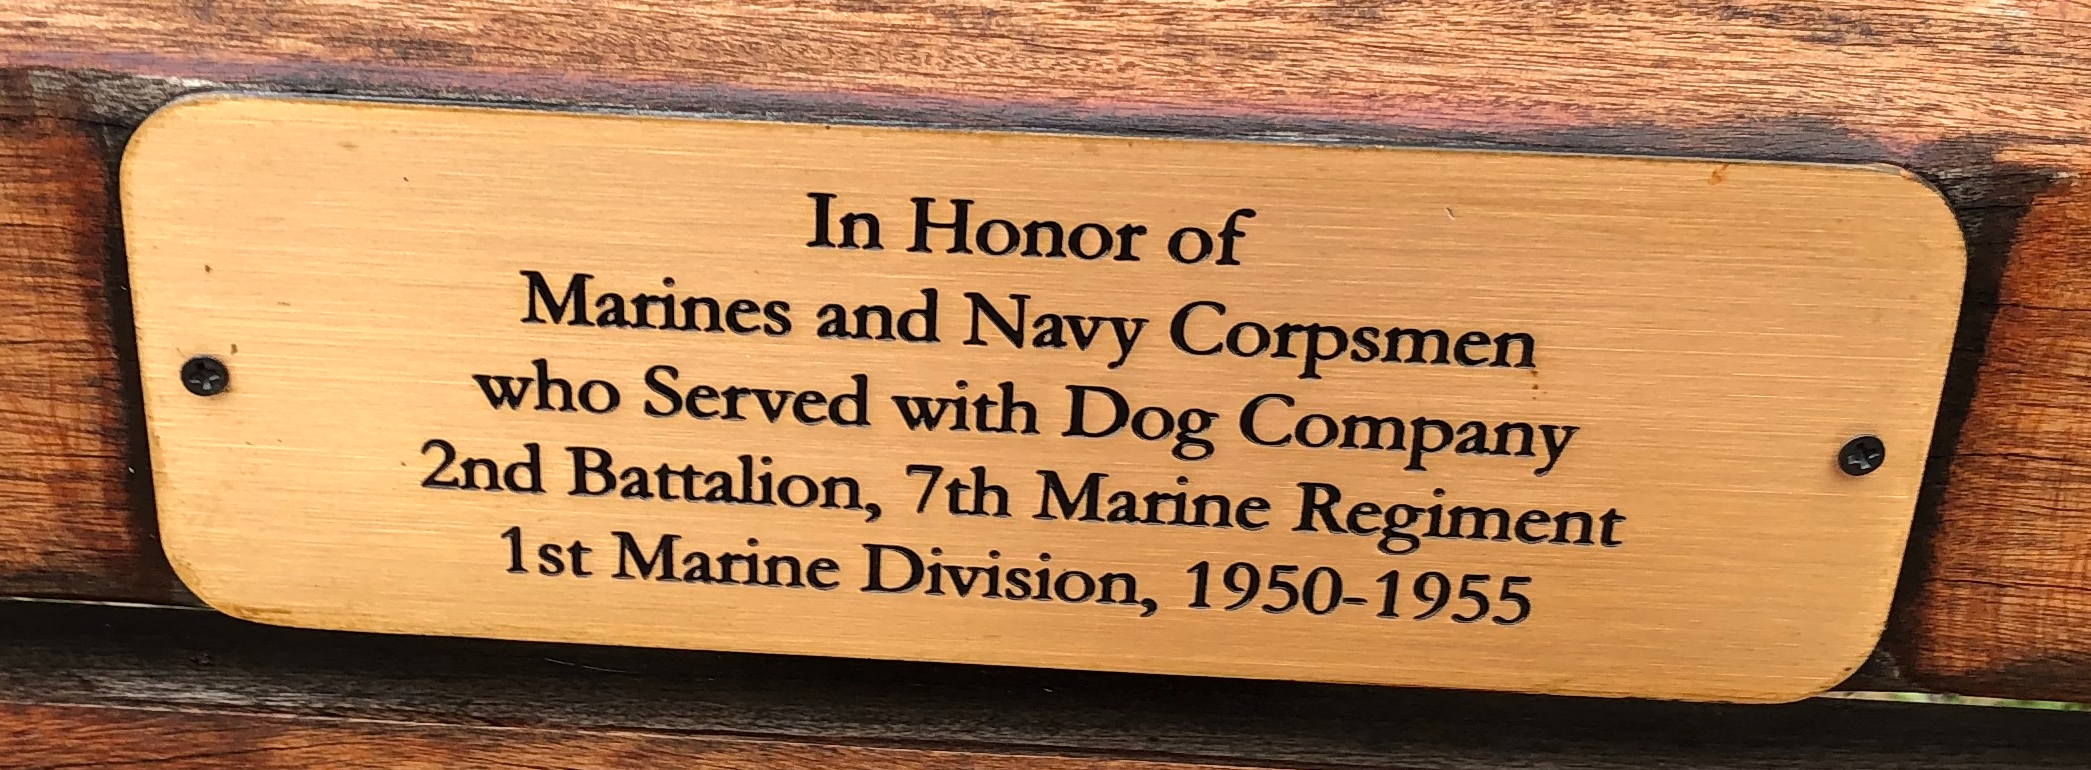 In Honor of
Marines and Navy Corpsmen
who Served with Dog Company
2nd Battalion, 7th Marine Regiment
1st Marine Division, 1950-1955